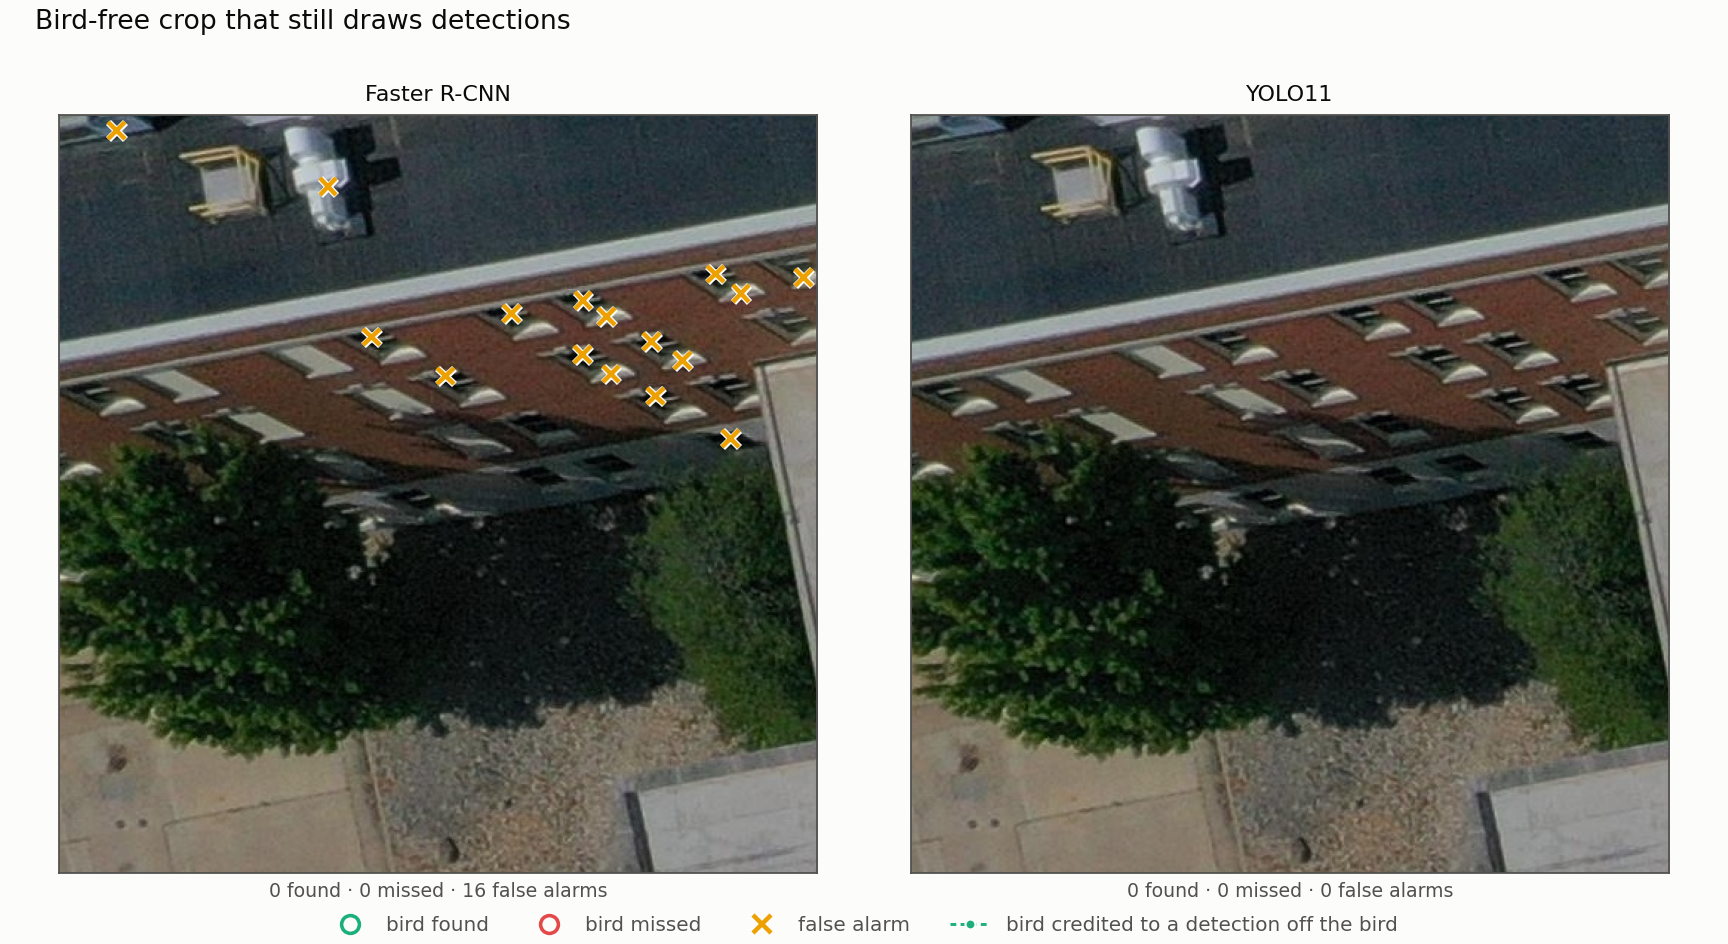 Bird-free crop that still draws detections
Faster R-CNN
YOLO11
0 found · 0 missed · 16 false alarms
0 found · 0 missed · 0 false alarms
bird found
bird missed
false alarm
bird credited to a detection off the bird